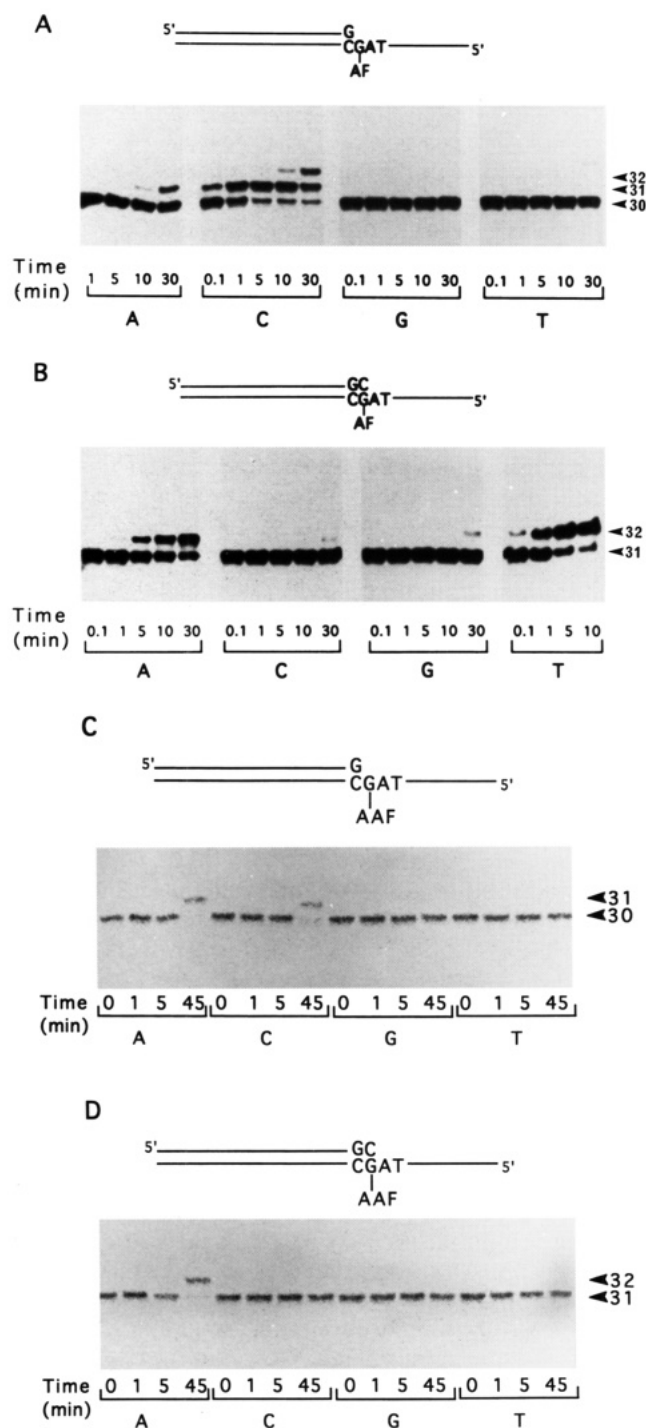 A
5' G
CGAT 5'
AF
32
31
30
Time (min) 1 5 10 30 0.1 1 5 10 30 0.1 1 5 10 30 0.1 1 5 10 30
A C G T
B
5' GC
CGAT 5'
AF
32
31
Time (min) 0.1 1 5 10 30 0.1 1 5 10 30 0.1 1 5 10 30 0.1 1 5 10
A C G T
C
5' G
CGAT 5'
AAF
31
30
Time (min) 0 1 5 45 0 1 5 45 0 1 5 45 0 1 5 45
A C G T
D
5' GC
CGAT 5'
AAF
32
31
Time (min) 0 1 5 45 0 1 5 45 0 1 5 45 0 1 5 45
A C G T